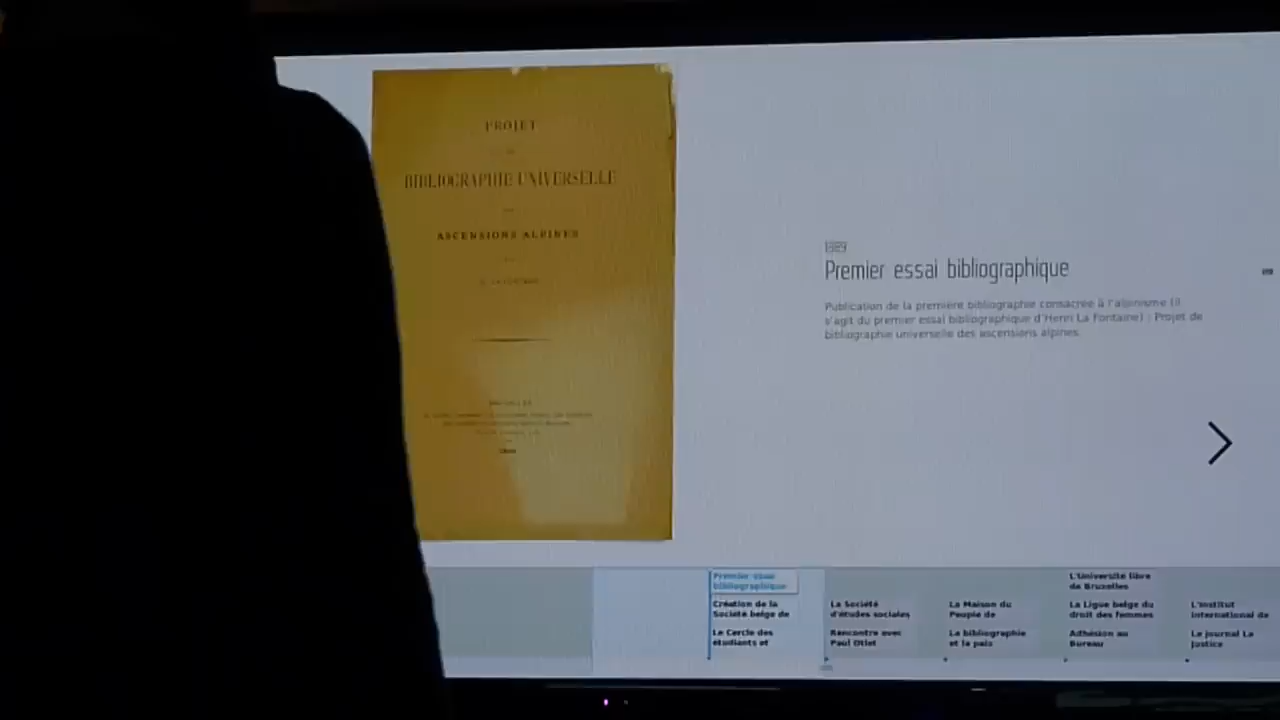 PROJET
BIBLIOGRAPHIE UNIVERSELLE
ASCENSIONS ALPINES
1889
Premier essai bibliographique
Publication de la première bibliographie consacrée à l'alpinisme (il
s'agit du premier essai bibliographique d'Henri La Fontaine) : Projet de
bibliographie universelle des ascensions alpines.
Premier essai
bibliographique
Création de la
Société belge de
Le Cercle des
étudiants et
La Société
d'études sociales
Rencontre avec
Paul Otlet
La Maison du
Peuple de
La bibliographie
et la paix
L'Université libre
de Bruxelles
La Ligue belge du
droit des femmes
Adhésion au
Bureau
L'Institut
International de
Le journal La
Justice